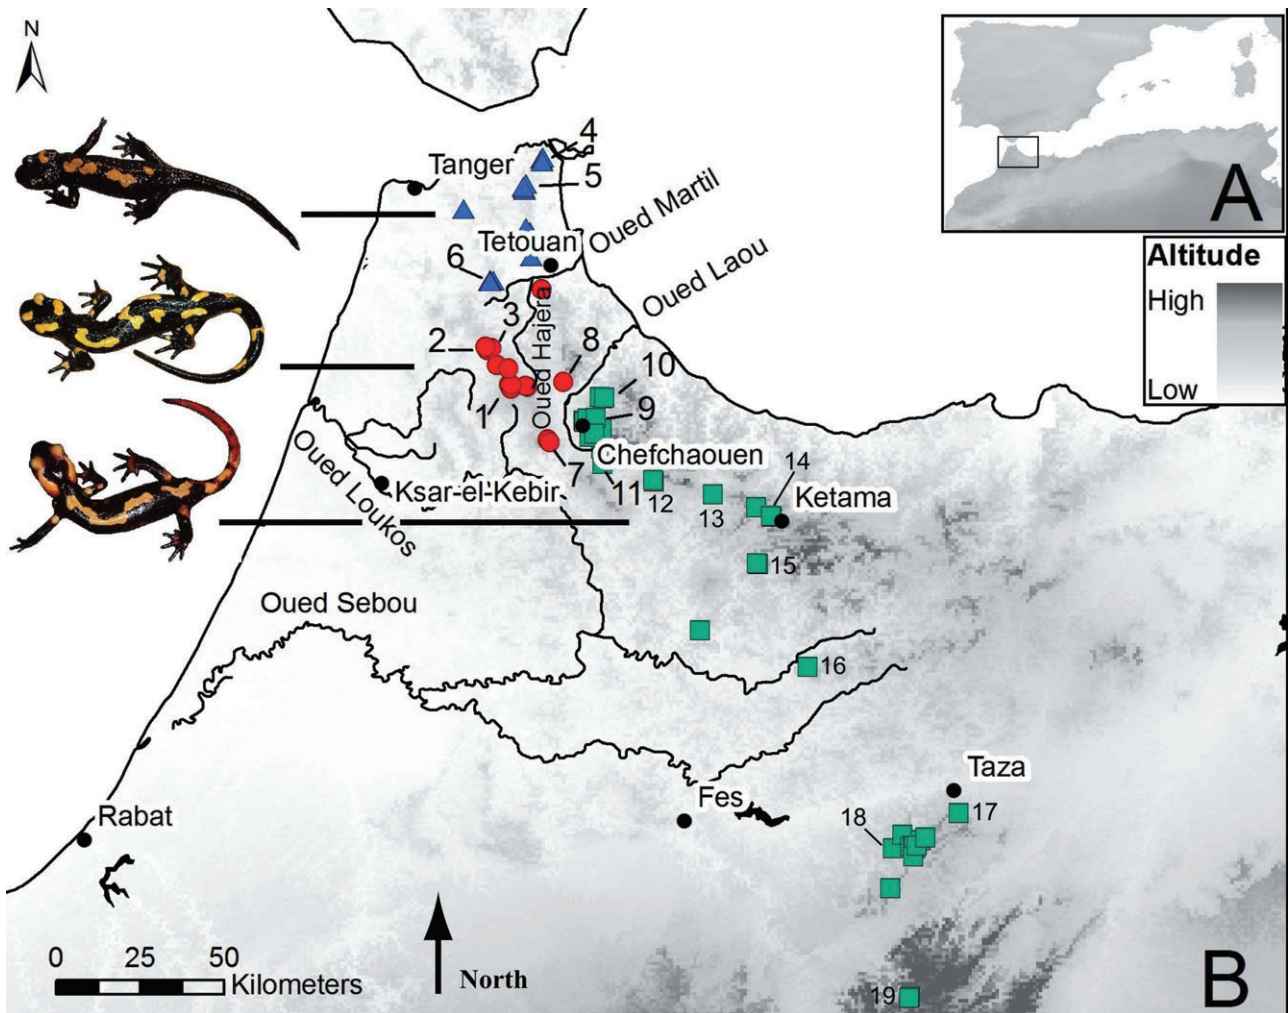 N
A
Altitude
High
Low
4
Tanger
5
Oued Martil
Tetouan
6
Oued Laou
Oued Hajera
3
2
8
10
1
9
Chefchaouen
7
11
12
14
13
Ketama
Ksar-el-Kebir
Oued Loukos
15
Oued Sebou
16
Taza
Fes
17
18
Rabat
0 25 50
Kilometers
North
19
B